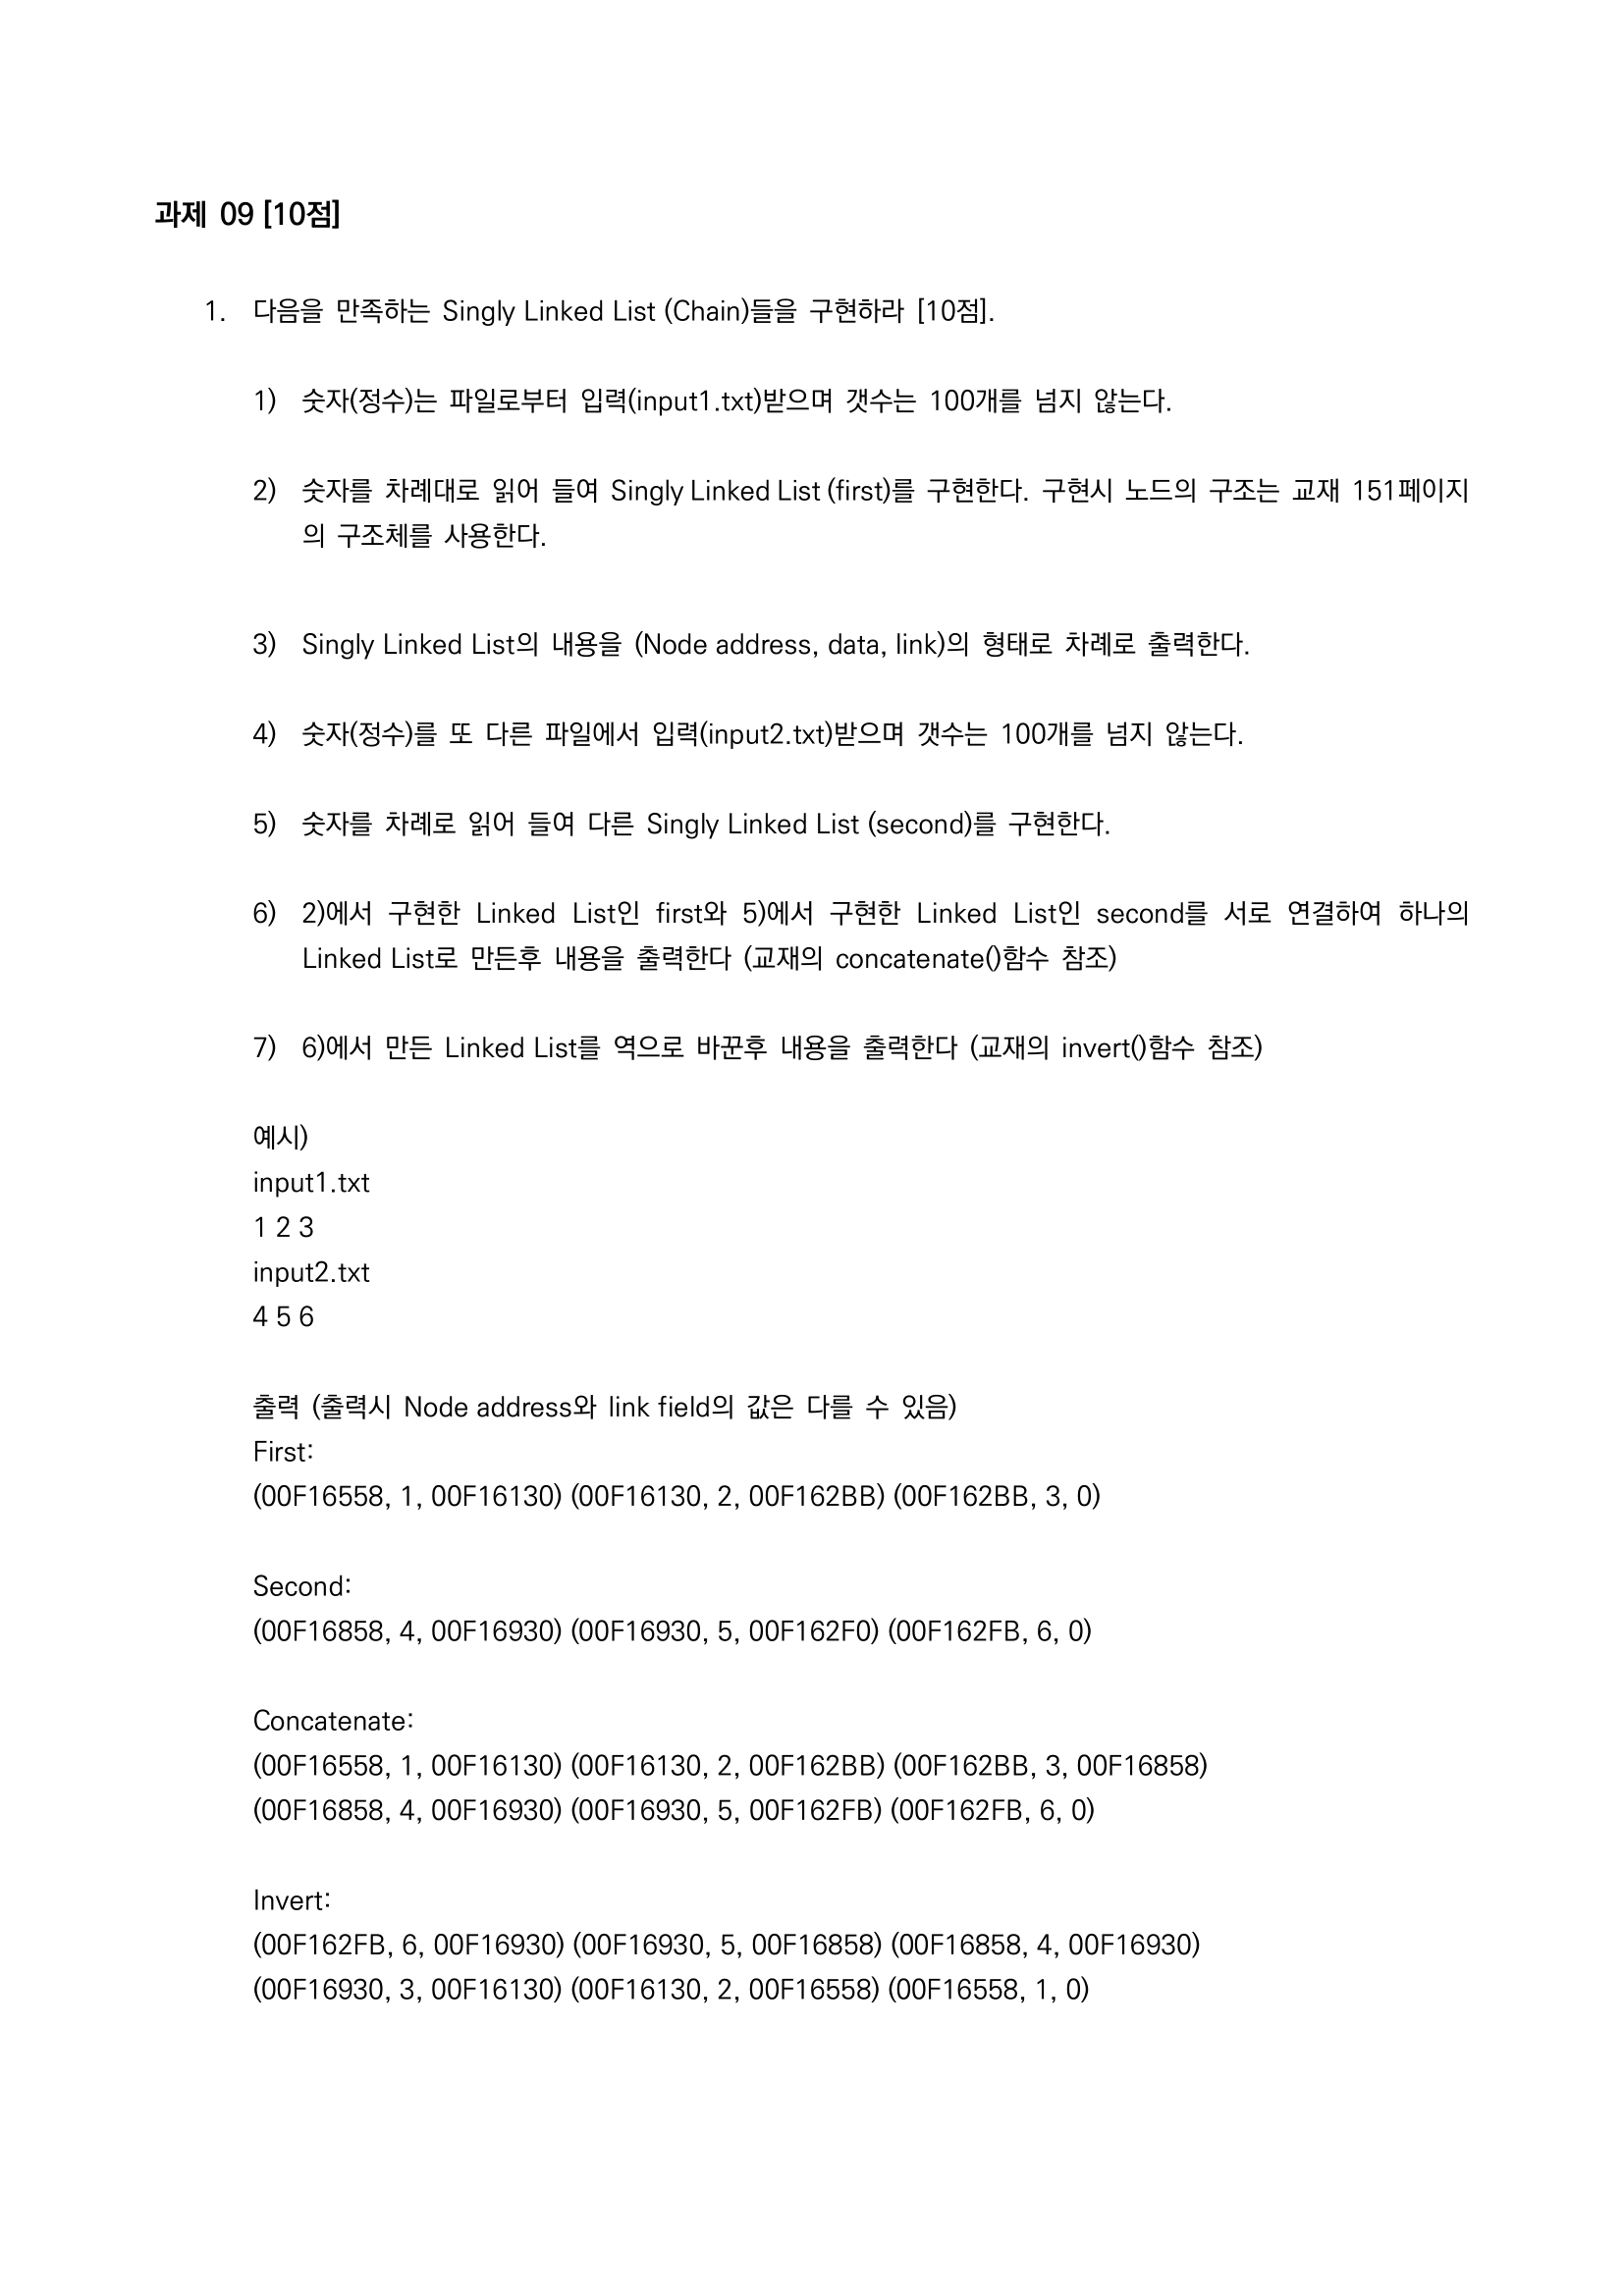 과제 09 [10점]
1. 다음을 만족하는 Singly Linked List (Chain)들을 구현하라 [10점].
1) 숫자(정수)는 파일로부터 입력(input1.txt)받으며 갯수는 100개를 넘지 않는다.
2) 숫자를 차례대로 읽어 들여 Singly Linked List (first)를 구현한다. 구현시 노드의 구조는 교재 151페이지
의 구조체를 사용한다.
3) Singly Linked List의 내용을 (Node address, data, link)의 형태로 차례로 출력한다.
4) 숫자(정수)를 또 다른 파일에서 입력(input2.txt)받으며 갯수는 100개를 넘지 않는다.
5) 숫자를 차례로 읽어 들여 다른 Singly Linked List (second)를 구현한다.
6) 2)에서 구현한 Linked List인 first와 5)에서 구현한 Linked List인 second를 서로 연결하여 하나의
Linked List로 만든후 내용을 출력한다 (교재의 concatenate()함수 참조)
7) 6)에서 만든 Linked List를 역으로 바꾼후 내용을 출력한다 (교재의 invert()함수 참조)
예시)
input1.txt
1 2 3
input2.txt
4 5 6
출력 (출력시 Node address와 link field의 값은 다를 수 있음)
First:
(00F16558, 1, 00F16130) (00F16130, 2, 00F162BB) (00F162BB, 3, 0)
Second:
(00F16858, 4, 00F16930) (00F16930, 5, 00F162F0) (00F162FB, 6, 0)
Concatenate:
(00F16558, 1, 00F16130) (00F16130, 2, 00F162BB) (00F162BB, 3, 00F16858)
(00F16858, 4, 00F16930) (00F16930, 5, 00F162FB) (00F162FB, 6, 0)
Invert:
(00F162FB, 6, 00F16930) (00F16930, 5, 00F16858) (00F16858, 4, 00F16930)
(00F16930, 3, 00F16130) (00F16130, 2, 00F16558) (00F16558, 1, 0)